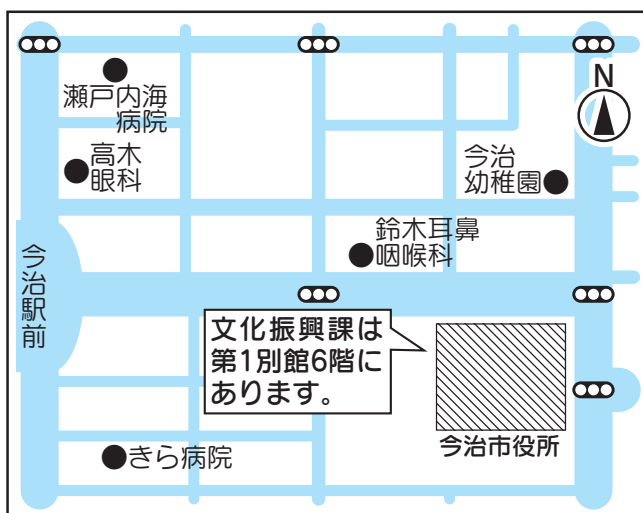 瀬戸内海
病院
N
高木
眼科
今治
幼稚園
鈴木耳鼻
咽喉科
今治駅前
文化振興課は
第1別館6階に
あります。
今治市役所
きら病院